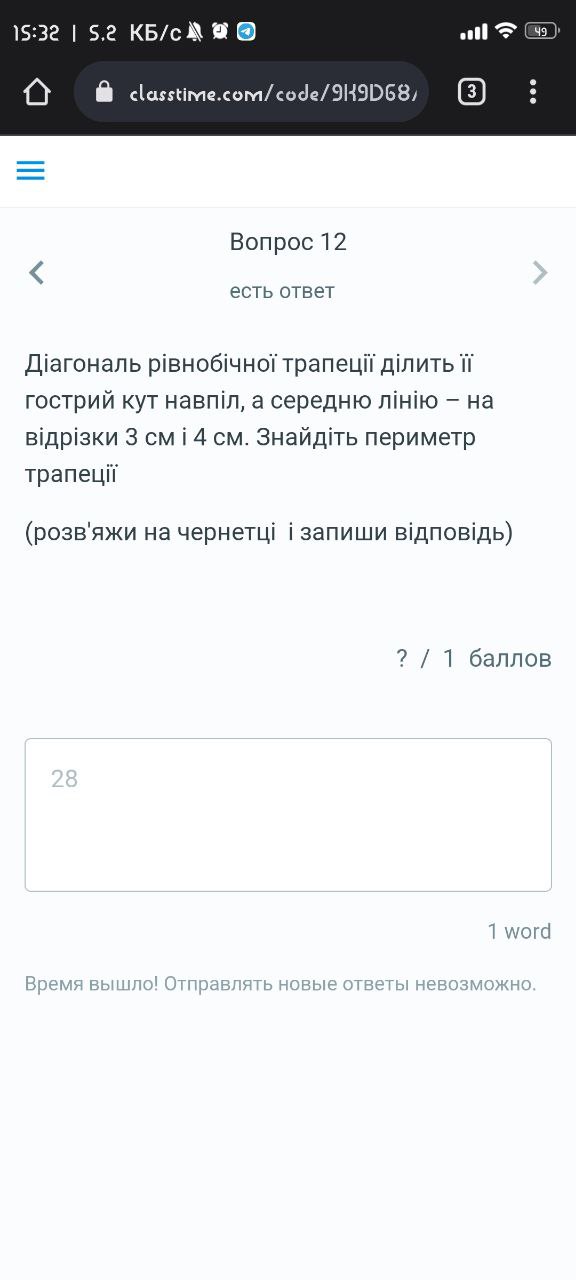 15:32 | 5,2 КБ/с
49
classtime.com/code/9K9D68
3
Вопрос 12
есть ответ
Діагональ рівнобічної трапеції ділить її
гострий кут навпіл, а середню лінію – на
відрізки 3 см і 4 см. Знайдіть периметр
трапеції
(розв'яжи на чернетці і запиши відповідь)
? / 1 баллов
28
1 word
Время вышло! Отправлять новые ответы невозможно.